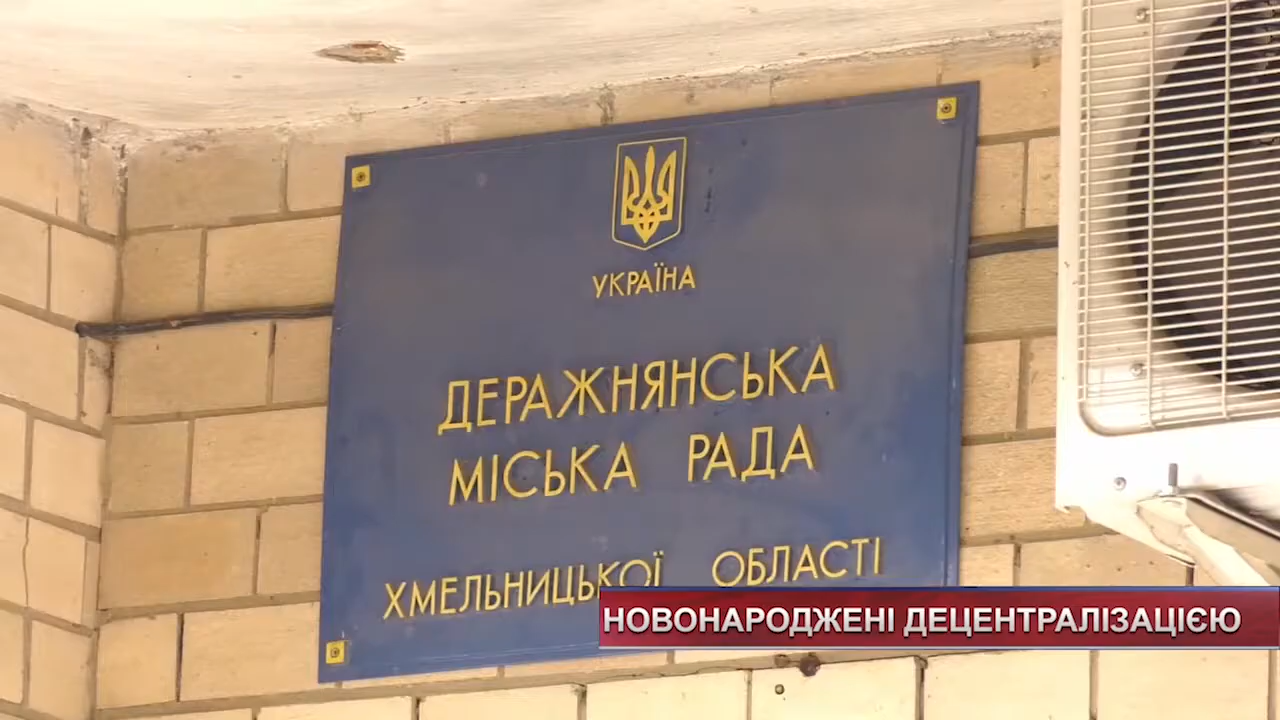 УКРАЇНА
ДЕРАЖНЯНСЬКА
МІСЬКА РАДА
ХМЕЛЬНИЦЬКОЇ ОБЛАСТІ
НОВОНАРОДЖЕНІ ДЕЦЕНТРАЛІЗАЦІЄЮ